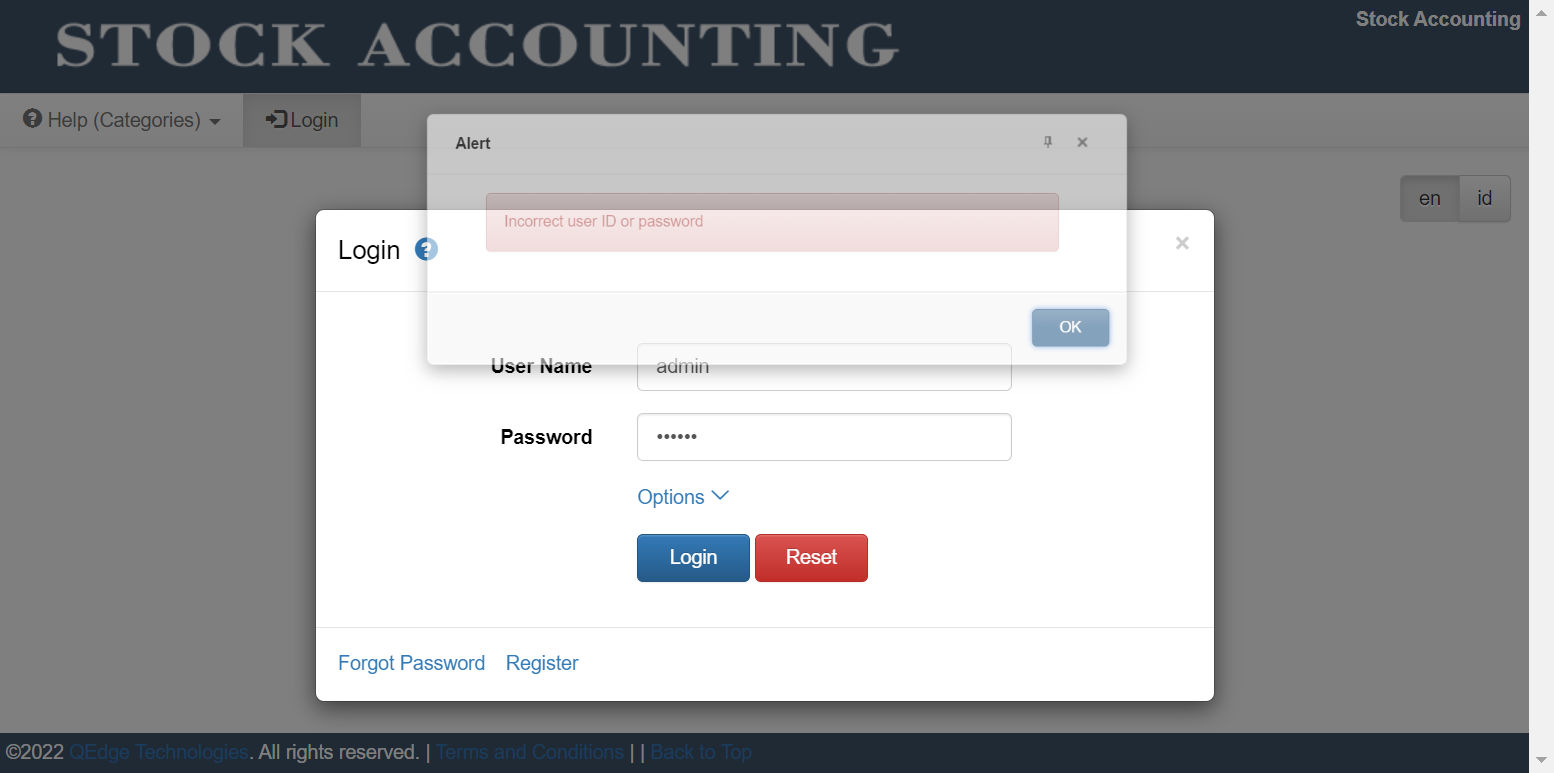 STOCK ACCOUNTING
Stock Accounting
Help (Categories)
Login
Alert
en
id
Incorrect user ID or password
Login
OK
User Name
admin
Password
••••••
Options
Login
Reset
Forgot Password
Register
©2022 QEdge Technologies. All rights reserved. | Terms and Conditions | | Back to Top